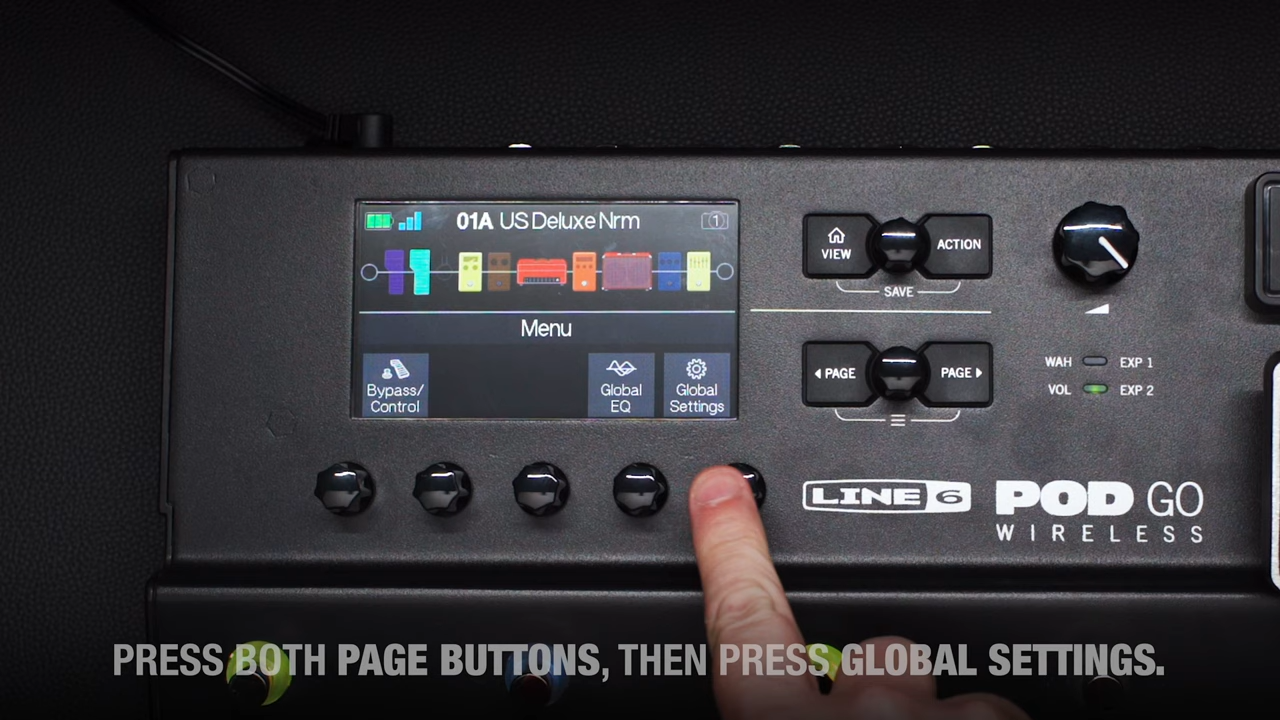 01A US Deluxe Nrm
1
Menu
Bypass/
Control
Global
EQ
Global
Settings
VIEW
ACTION
SAVE
PAGE
PAGE
WAH
EXP 1
VOL
EXP 2
LINE 6
POD GO
WIRELESS
PRESS BOTH PAGE BUTTONS, THEN PRESS GLOBAL SETTINGS.